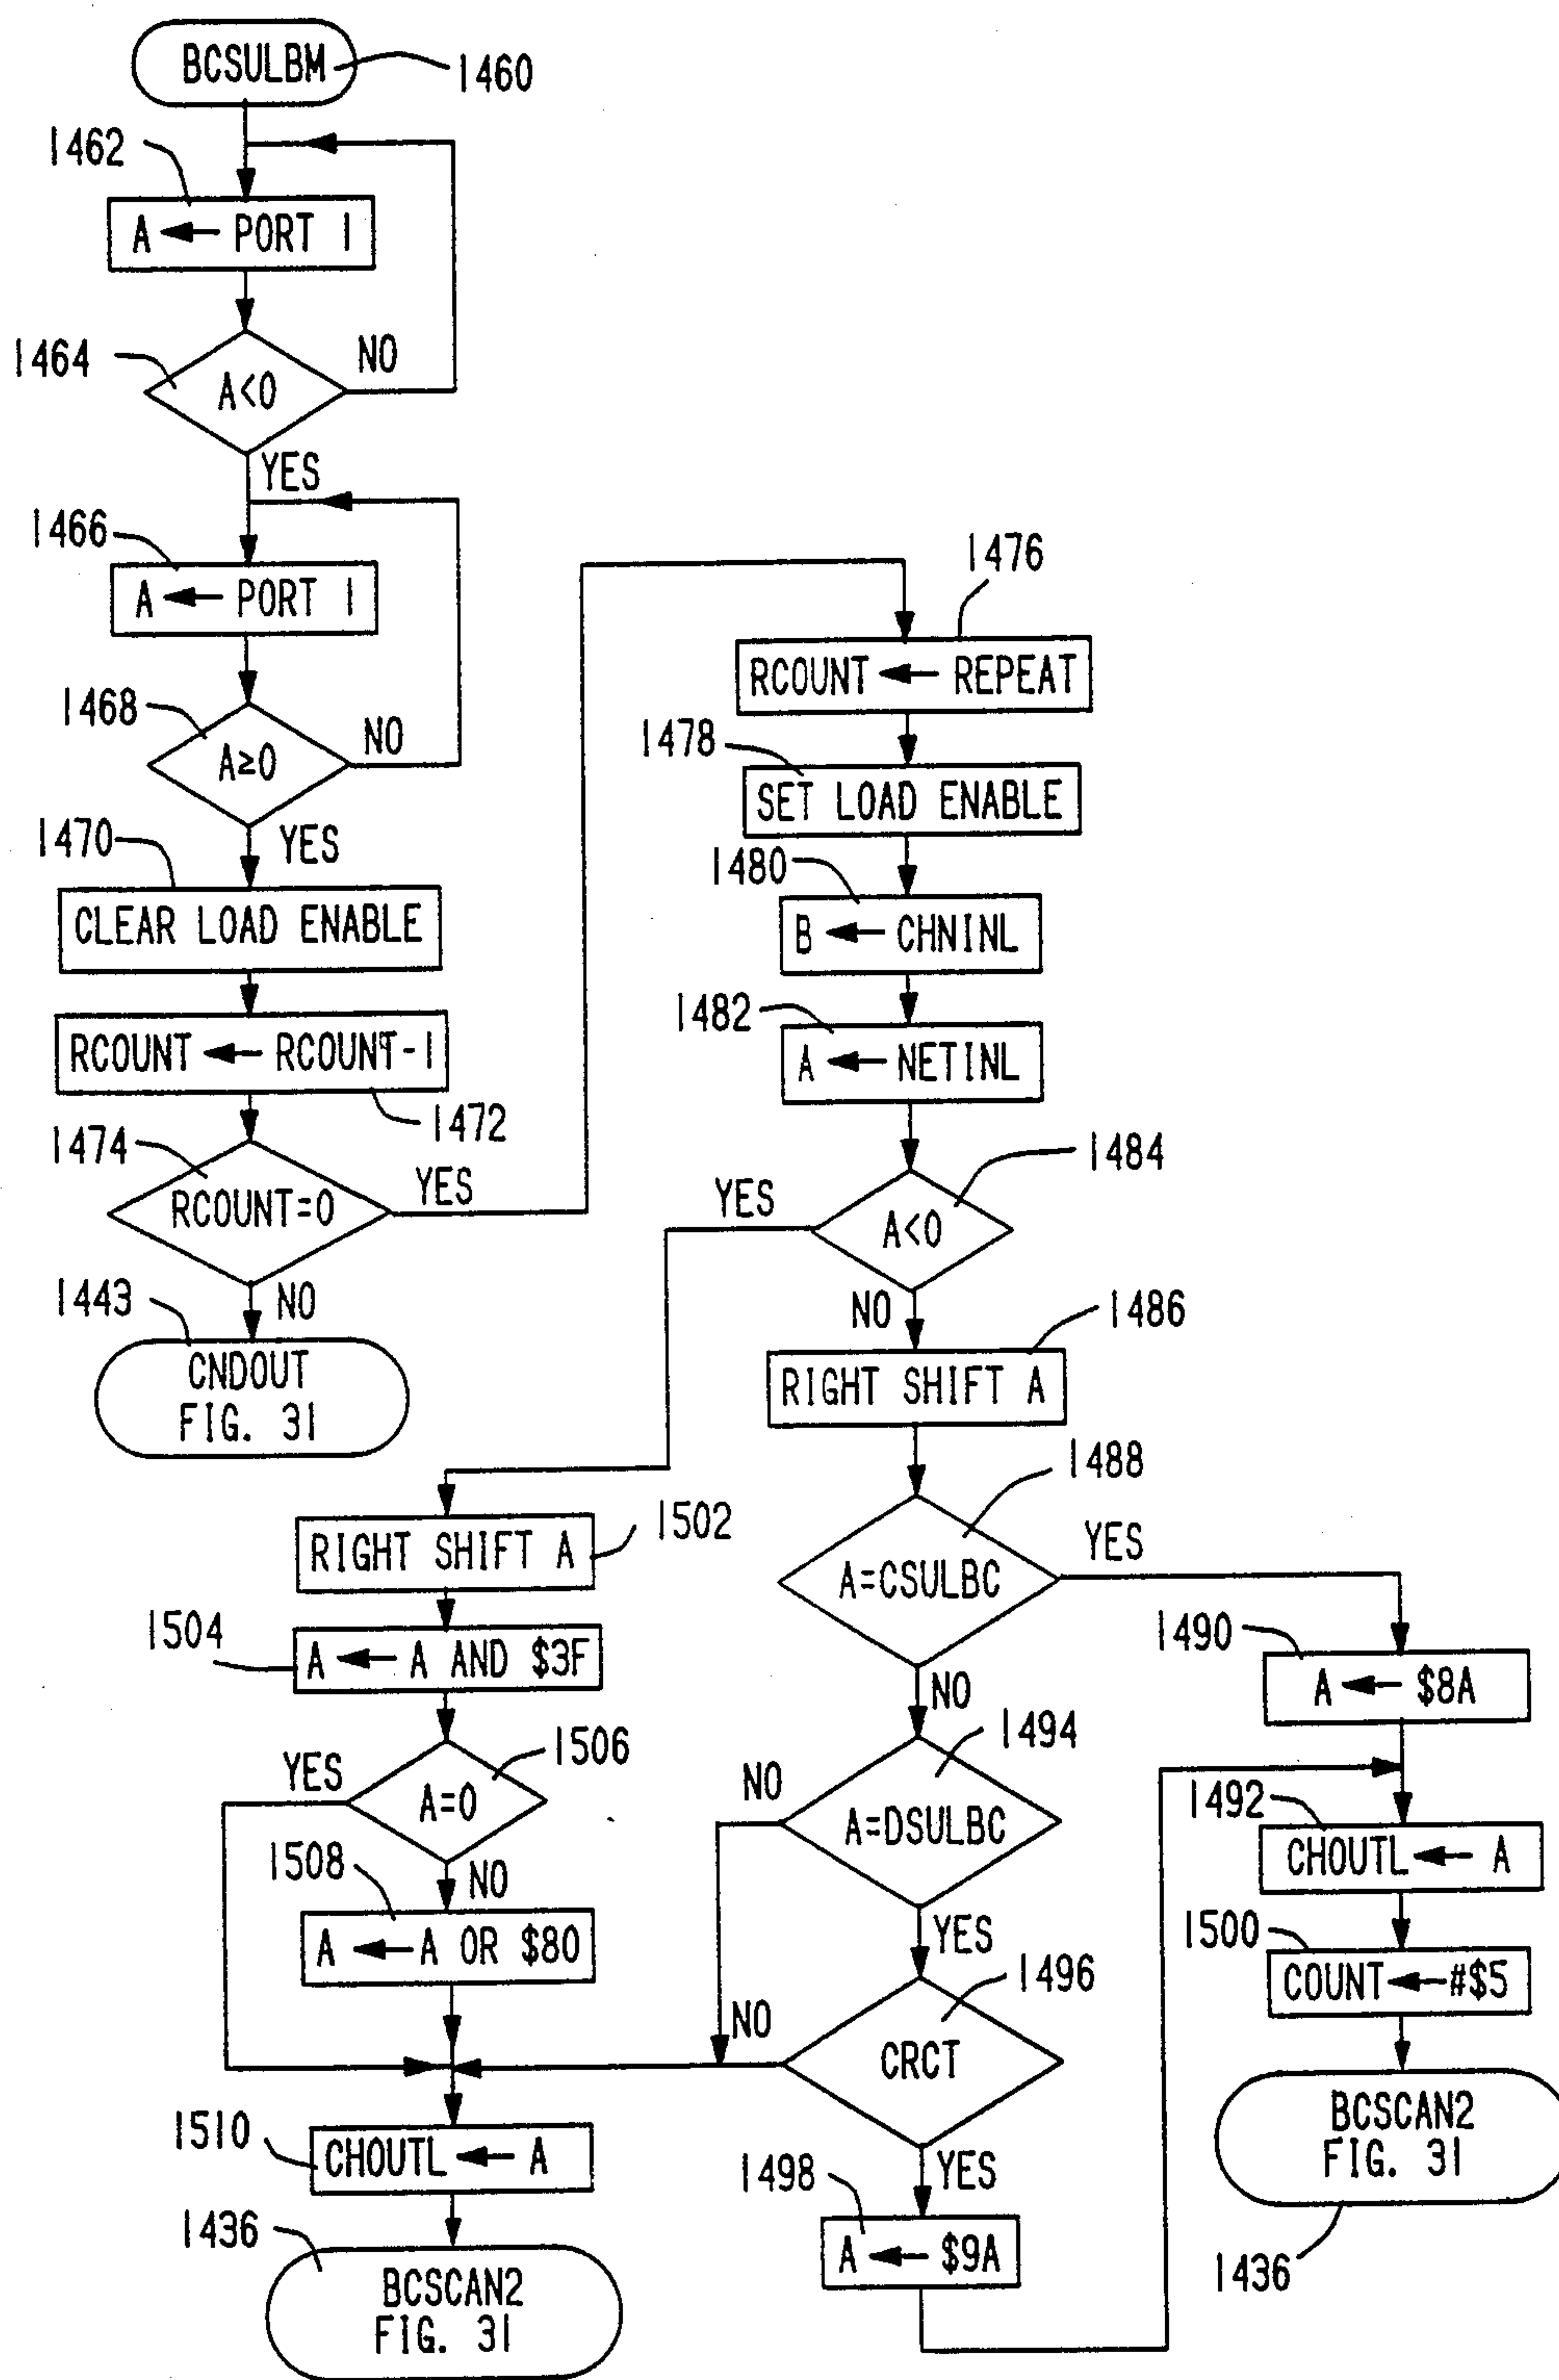 BCSULBM
1460
1462
A ← PORT 1
1464
A<0
NO
YES
1466
A ← PORT 1
1468
A≥0
NO
YES
1470
CLEAR LOAD ENABLE
RCOUNT ← RCOUNT-1
1472
1474
RCOUNT=0
YES
NO
1443
CNDOUT
FIG. 31
1476
RCOUNT ← REPEAT
1478
SET LOAD ENABLE
1480
B ← CHNINL
1482
A ← NETINL
1484
YES
A<0
NO
1486
RIGHT SHIFT A
1488
A=CSULBC
YES
NO
1490
A ← $8A
1494
NO
A=DSULBC
YES
1492
CHOUTL ← A
1500
COUNT ← #$5
BCSCAN2
FIG. 31
1436
1496
NO
CRCT
YES
1498
A ← $9A
1502
RIGHT SHIFT A
1504
A ← A AND $3F
1506
YES
A=0
NO
1508
A ← A OR $80
1510
CHOUTL ← A
1436
BCSCAN2
FIG. 31